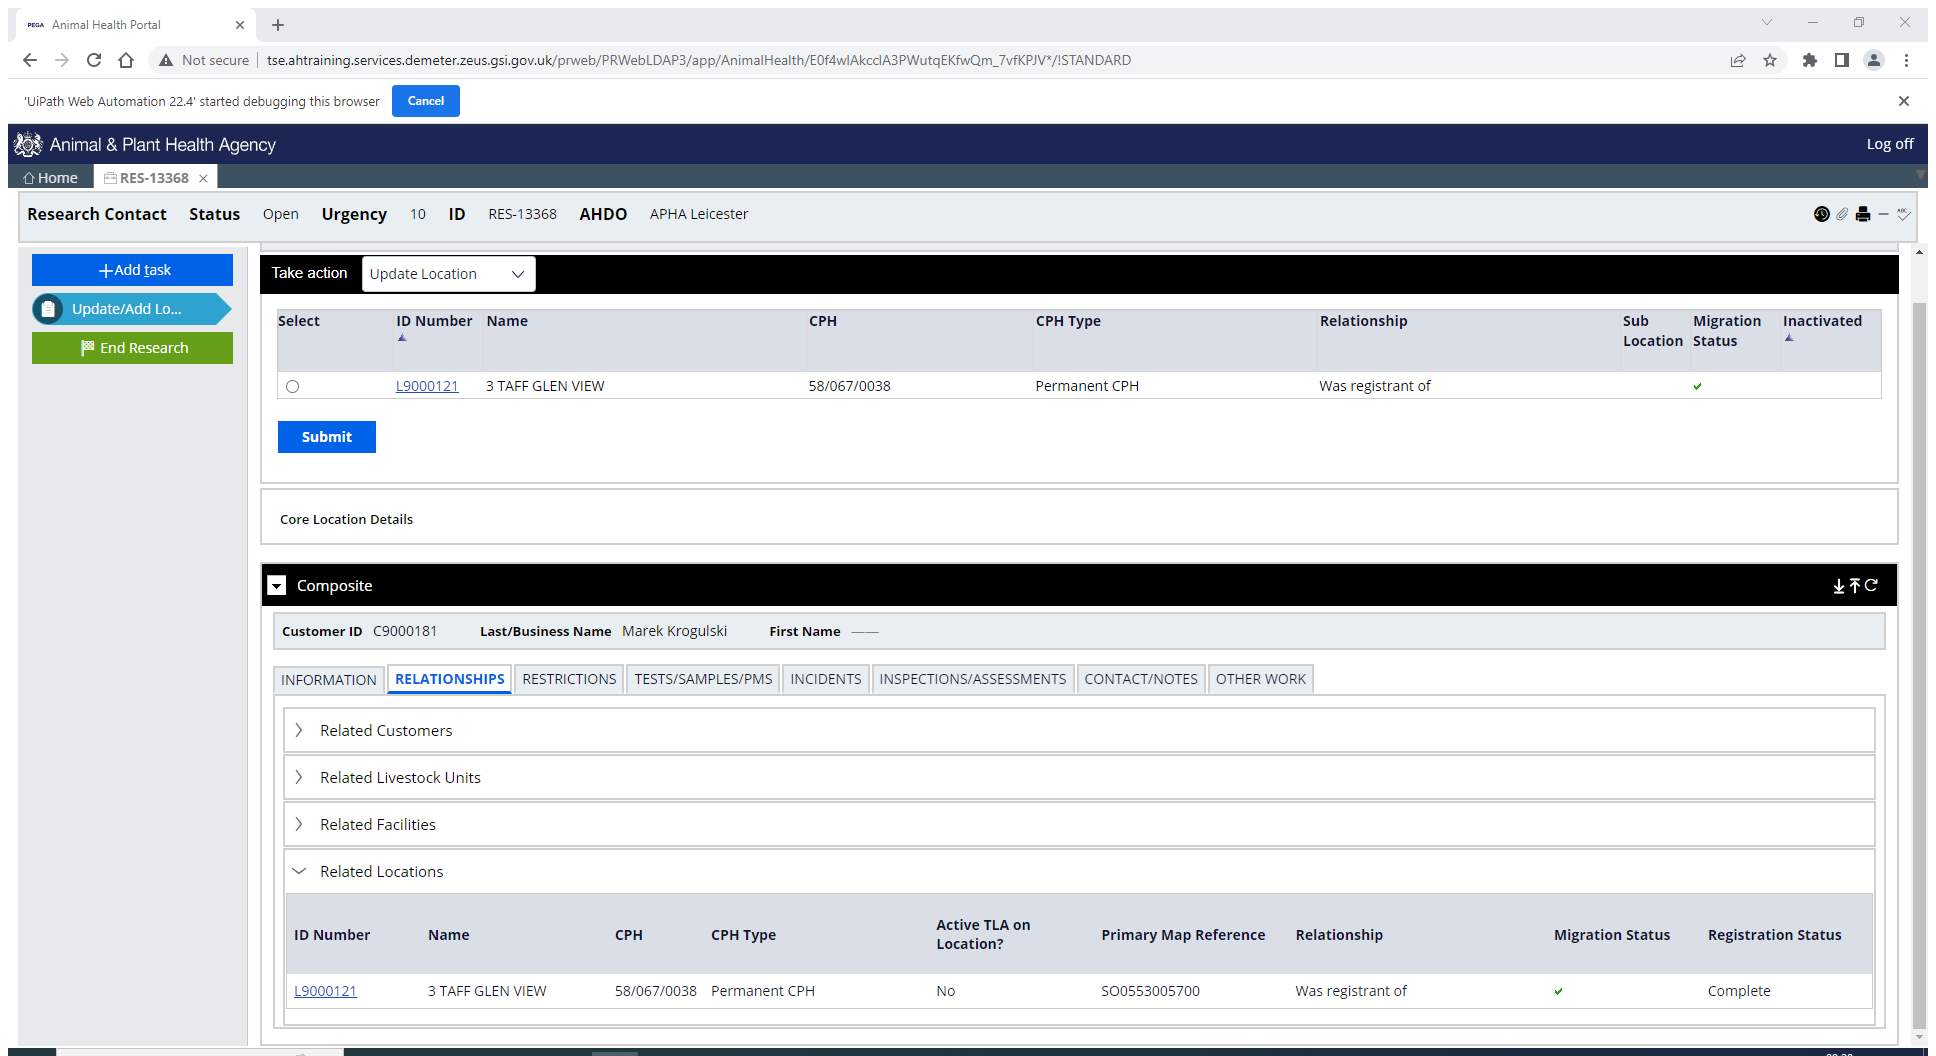 PEGA Animal Health Portal
Not secure tse.ahtraining.services.demeter.zeus.gsi.gov.uk/prweb/PRWebLDAP3/app/AnimalHealth/E0f4wIAkccIA3PWutqEKfwQm_7vfKPJV*/!STANDARD
'UiPath Web Automation 22.4' started debugging this browser Cancel
Animal & Plant Health Agency Log off
Home RES-13368
Research Contact Status Open Urgency 10 ID RES-13368 AHDO APHA Leicester
ABC
+Add task
Update/Add Lo...
End Research
Take action Update Location
Select ID Number Name CPH CPH Type Relationship Sub Location Migration Status Inactivated
L9000121 3 TAFF GLEN VIEW 58/067/0038 Permanent CPH Was registrant of
Submit
Core Location Details
Composite
Customer ID C9000181 Last/Business Name Marek Krogulski First Name ——
INFORMATION RELATIONSHIPS RESTRICTIONS TESTS/SAMPLES/PMS INCIDENTS INSPECTIONS/ASSESSMENTS CONTACT/NOTES OTHER WORK
Related Customers
Related Livestock Units
Related Facilities
Related Locations
ID Number Name CPH CPH Type Active TLA on Location? Primary Map Reference Relationship Migration Status Registration Status
L9000121 3 TAFF GLEN VIEW 58/067/0038 Permanent CPH No SO0553005700 Was registrant of Complete